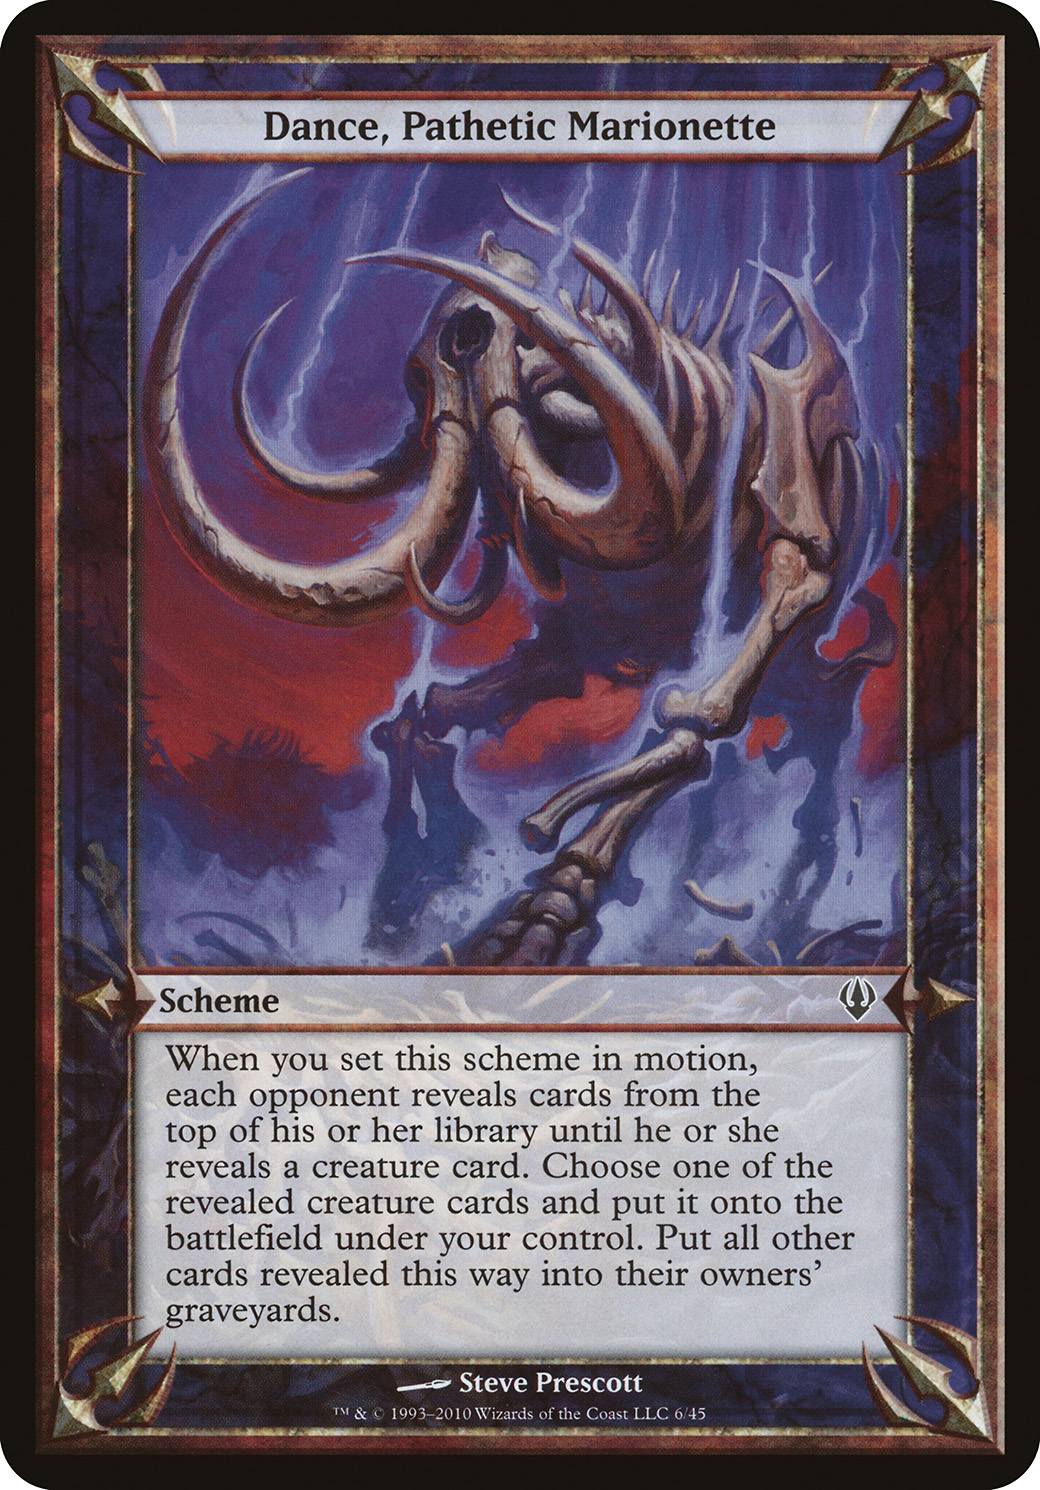 Dance, Pathetic Marionette
Scheme
When you set this scheme in motion,
each opponent reveals cards from the
top of his or her library until he or she
reveals a creature card. Choose one of the
revealed creature cards and put it onto the
battlefield under your control. Put all other
cards revealed this way into their owners’
graveyards.
Steve Prescott
™ & © 1993–2010 Wizards of the Coast LLC 6/45